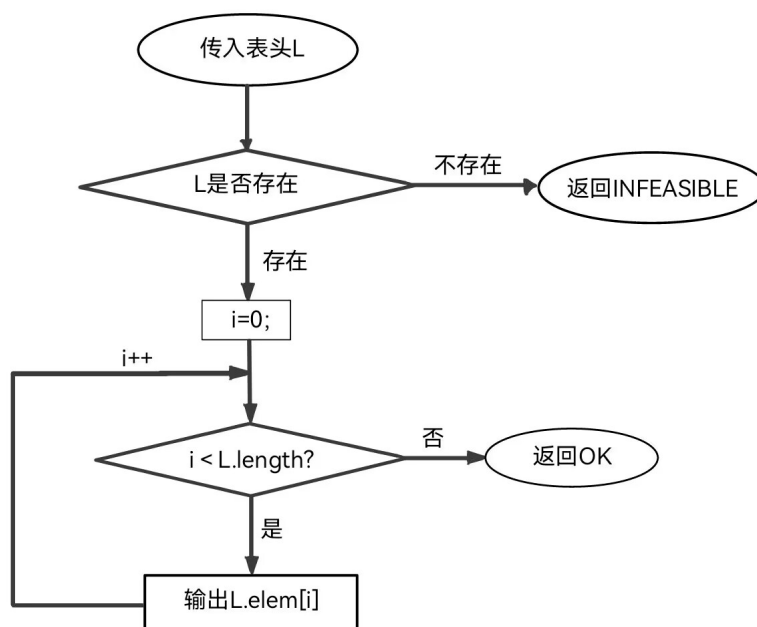 传入表头L
L是否存在
不存在
返回INFEASIBLE
存在
i=0;
i++
i < L.length?
否
返回OK
是
输出L.elem[i]